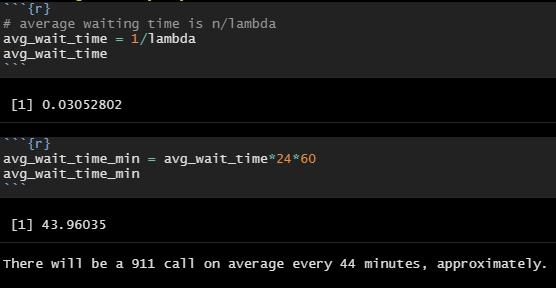 ```{r}
# average waiting time is n/lambda
avg_wait_time = 1/lambda
avg_wait_time
```
[1] 0.03052802
```{r}
avg_wait_time_min = avg_wait_time*24*60
avg_wait_time_min
```
[1] 43.96035
There will be a 911 call on average every 44 minutes, approximately.